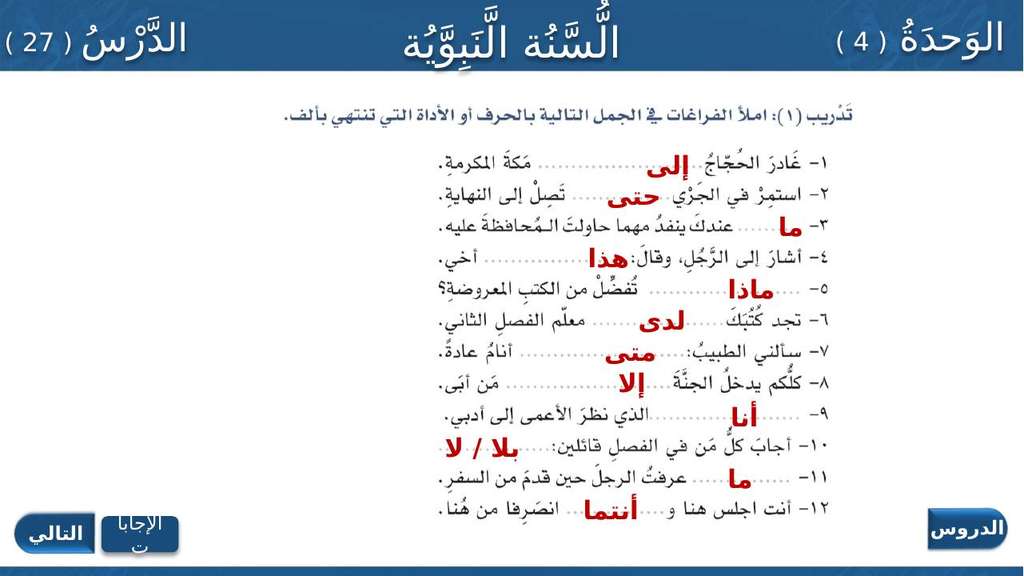 الوَحدَةُ ( 4 )
الُسَّنُة الَّنَبِوَّيُة
الدَّرْسُ ( 27 )
تَدْريب (١): املأ الفراغات في الجمل التالية بالحرف أو الأداة التي تنتهي بألف.
١- غَادرَ الحُجّاجُ ..... إلى ..... مَكةَ المكرمةِ.
٢- استمِرْ في الجَرْي ..... حتى ..... تَصِلْ إلى النهايةِ.
٣- ما ..... عندكَ ينفدُ مهما حاولتَ المُحافظةَ عليه.
٤- أشارَ إلى الرَّجُلِ، وقالَ: هذا ..... أخي.
٥- ..... ماذا ..... تُفضِّلْ من الكتبِ المعروضةِ؟
٦- تجد كُتُبَكَ ..... لدى ..... معلّم الفصلِ الثاني.
٧- سألني الطبيبُ: ..... متى ..... أنامُ عادةً.
٨- كلُّكم يدخلُ الجنَّةَ ..... إلا ..... مَن أبَى.
٩- ..... أنا ..... الذي نظرَ الأعمى إلى أدبي.
١٠- أجابَ كلُّ مَن في الفصلِ قائلين: ..... بلا / لا
١١- ..... ما ..... عرفتُ الرجلَ حين قدمَ من السفرِ.
١٢- أنت اجلس هنا و ..... أنتما ..... انصَرِفا من هُنا.
الدروس
الإجابات
التالي